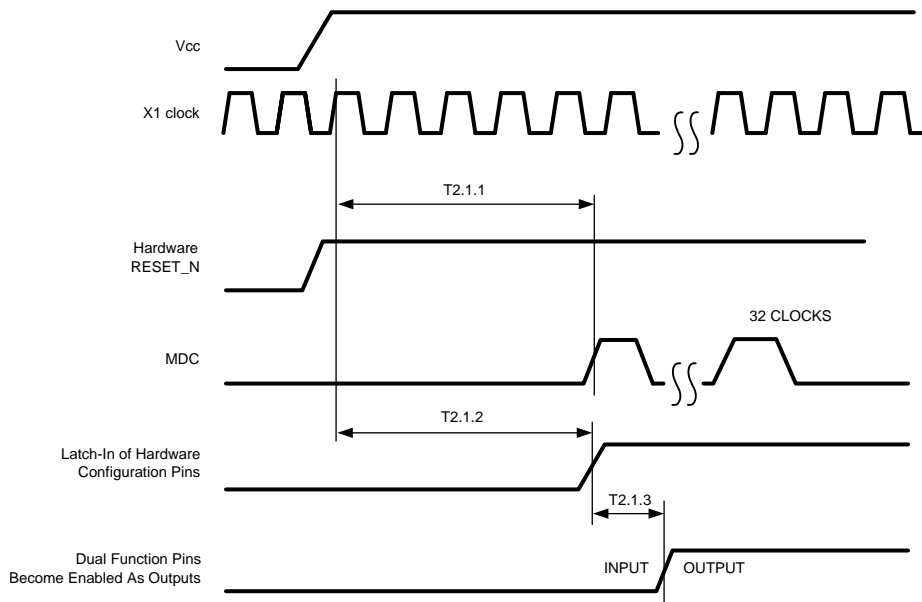 Vcc
X1 clock
T2.1.1
Hardware
RESET_N
32 CLOCKS
MDC
T2.1.2
Latch-In of Hardware
Configuration Pins
T2.1.3
Dual Function Pins
Become Enabled As Outputs
INPUT
OUTPUT